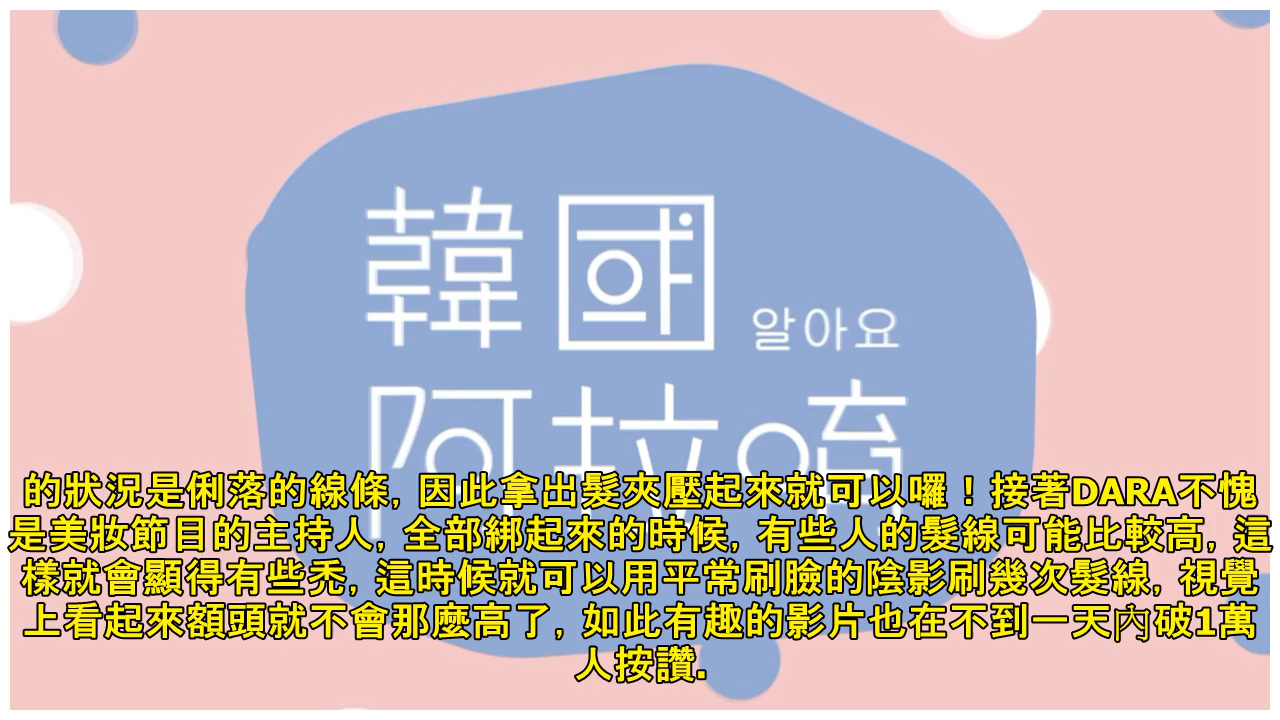 韓國 알아요
阿拉唷
的狀況是俐落的線條, 因此拿出髮夾壓起來就可以囉！接著DARA不愧
是美妝節目的主持人, 全部綁起來的時候, 有些人的髮線可能比較高, 這
樣就會顯得有些禿, 這時候就可以用平常刷臉的陰影刷幾次髮線, 視覺
上看起來額頭就不會那麼高了, 如此有趣的影片也在不到一天內破1萬
人按讚.